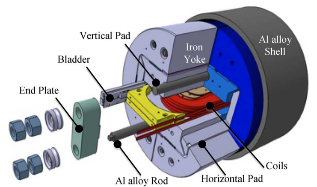 Vertical Pad
Iron
Yoke
Al alloy
Shell
Bladder
End Plate
Al alloy Rod
Coils
Horizontal Pad